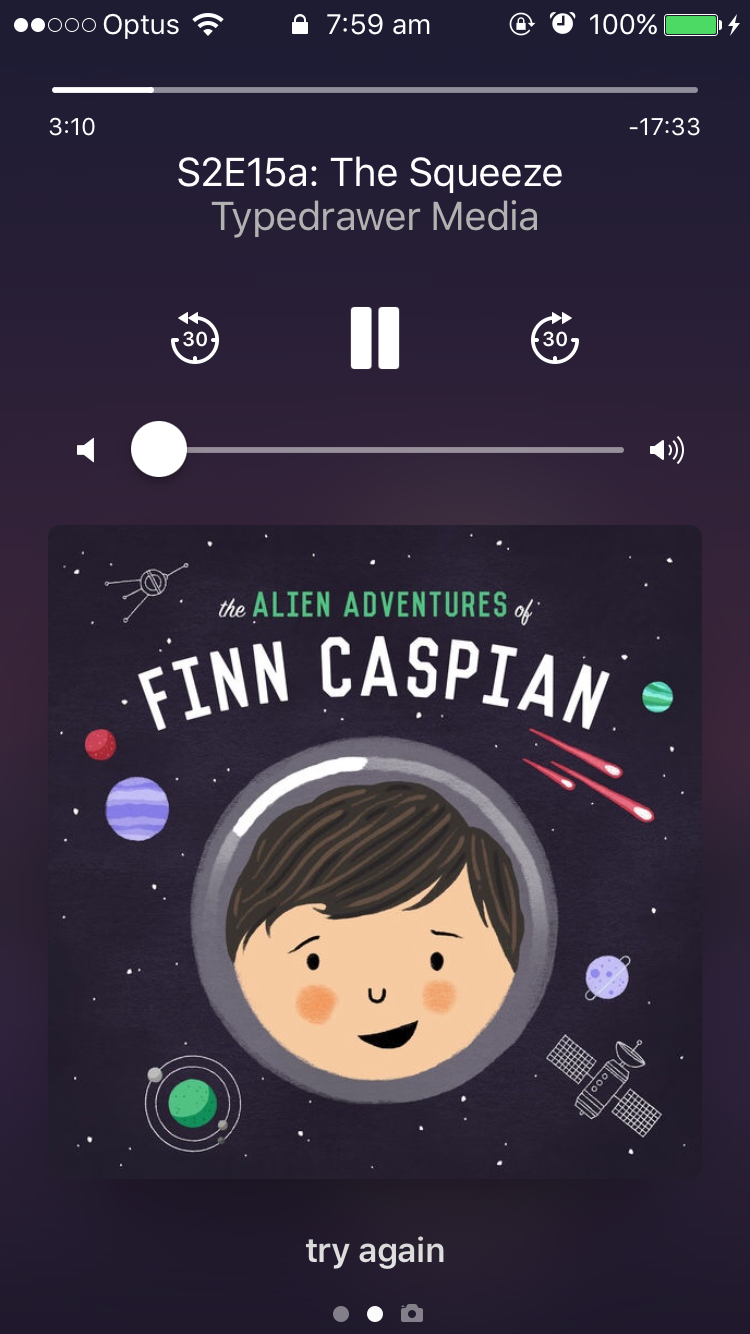 Optus 7:59 am 100%
3:10 -17:33
S2E15a: The Squeeze
Typedrawer Media
30 30
the ALIEN ADVENTURES of
FINN CASPIAN
try again